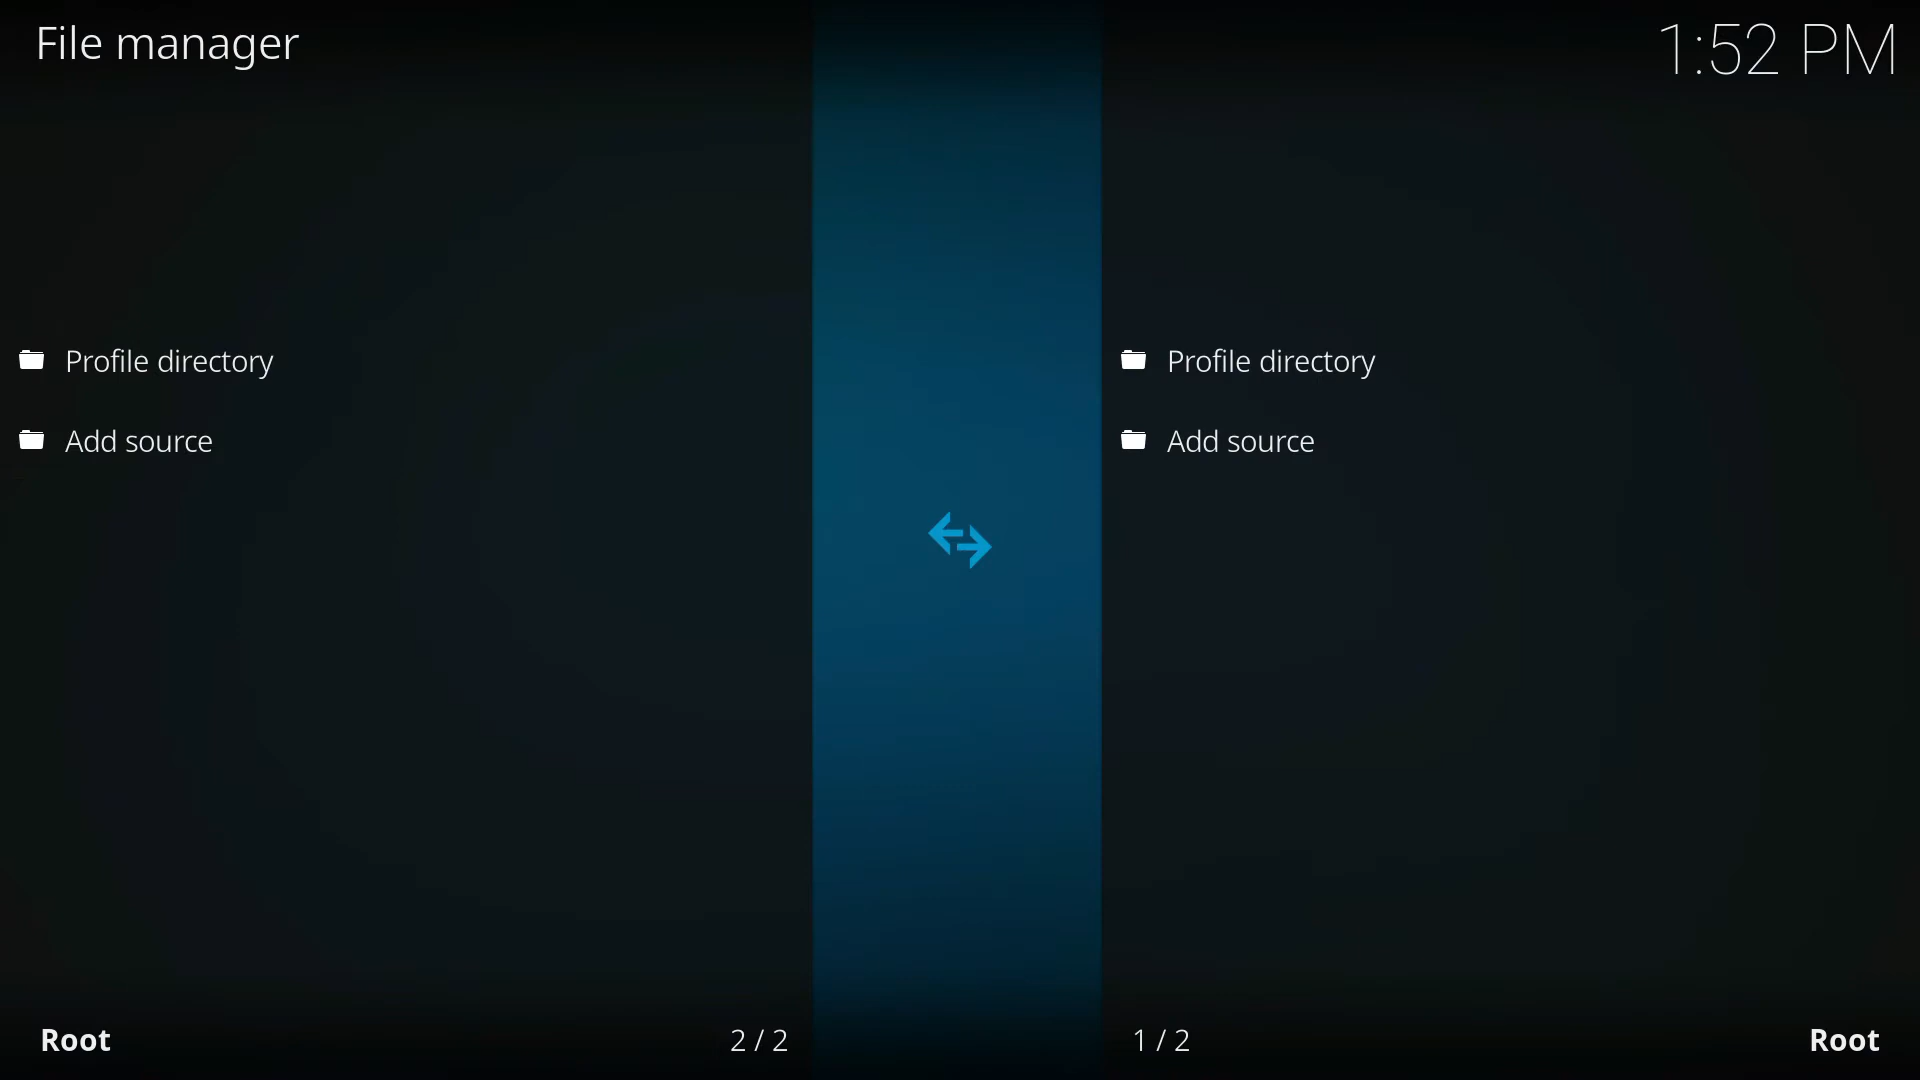 File manager
1:52 PM
Profile directory
Add source
Profile directory
Add source
Root
2 / 2
1 / 2
Root